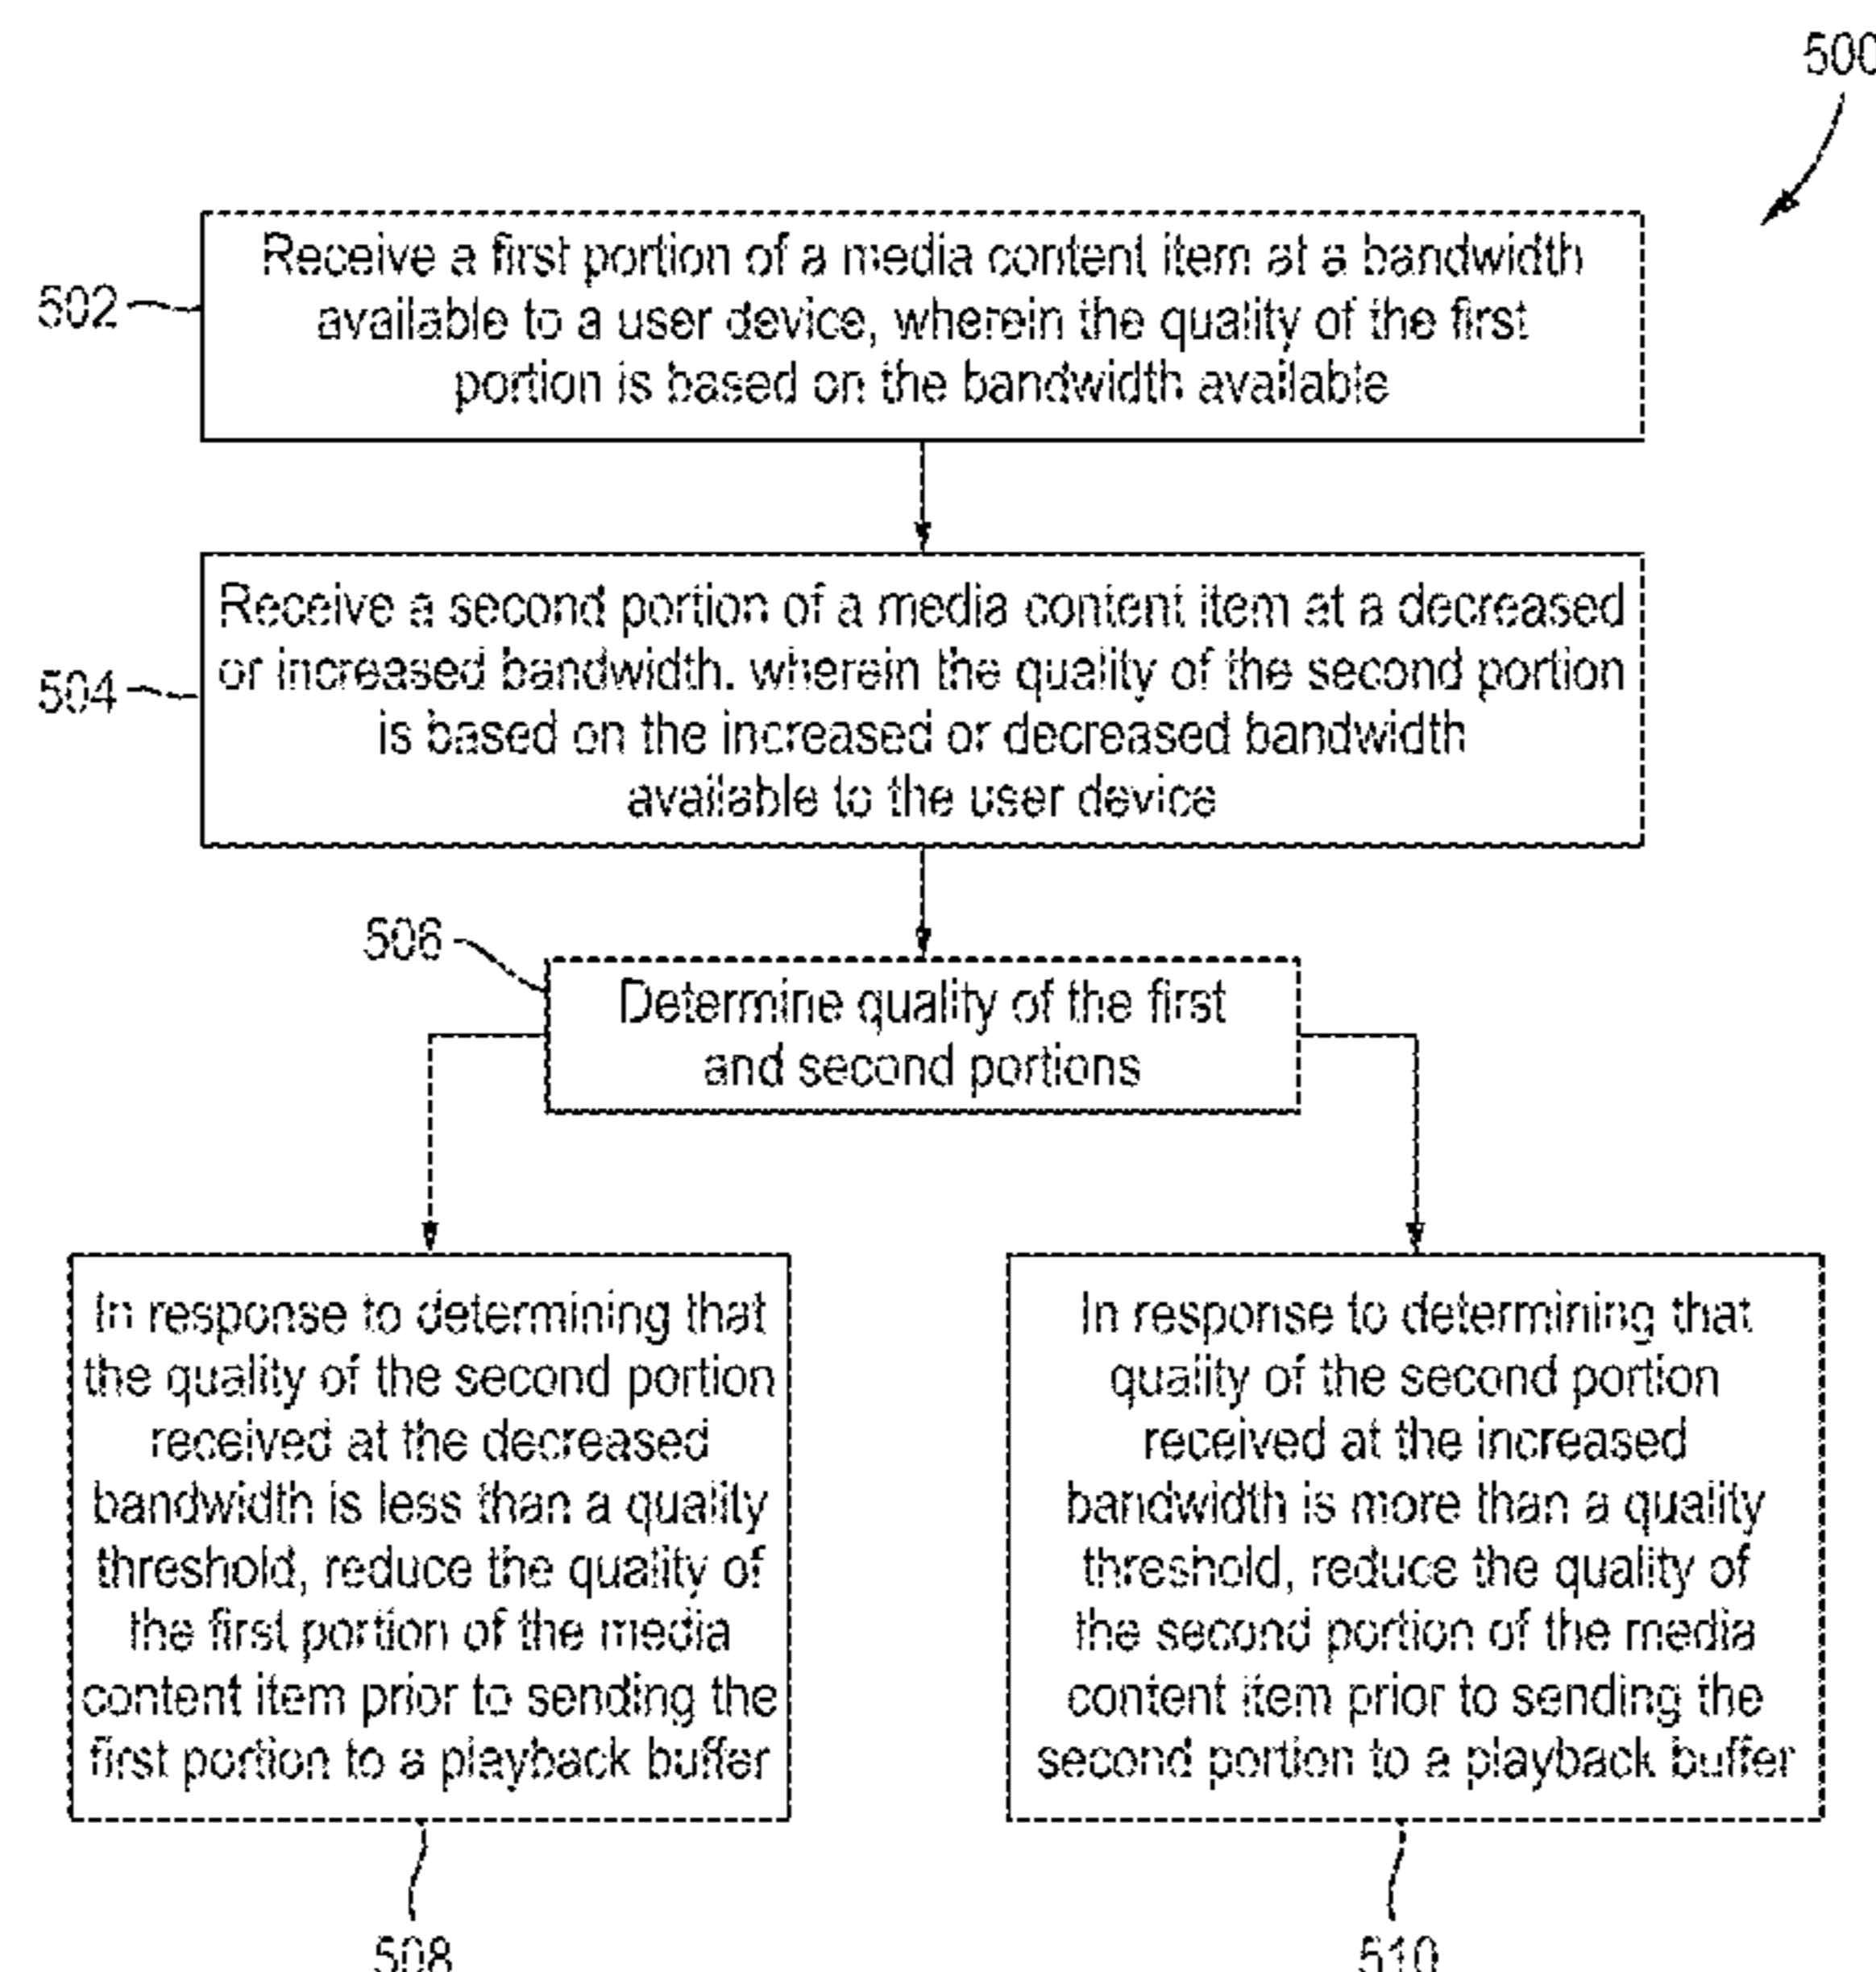 500
Receive a first portion of a media content item at a bandwidth
available to a user device, wherein the quality of the first
portion is based on the bandwidth available
502
Receive a second portion of a media content item at a decreased
or increased bandwidth. wherein the quality of the second portion
is based on the increased or decreased bandwidth
available to the user device
504
506
Determine quality of the first
and second portions
In response to determining that
the quality of the second portion
received at the decreased
bandwidth is less than a quality
threshold, reduce the quality of
the first portion of the media
content item prior to sending the
first portion to a playback buffer
508
In response to determining that
quality of the second portion
received at the increased
bandwidth is more than a quality
threshold, reduce the quality of
the second portion of the media
content item prior to sending the
second portion to a playback buffer
510